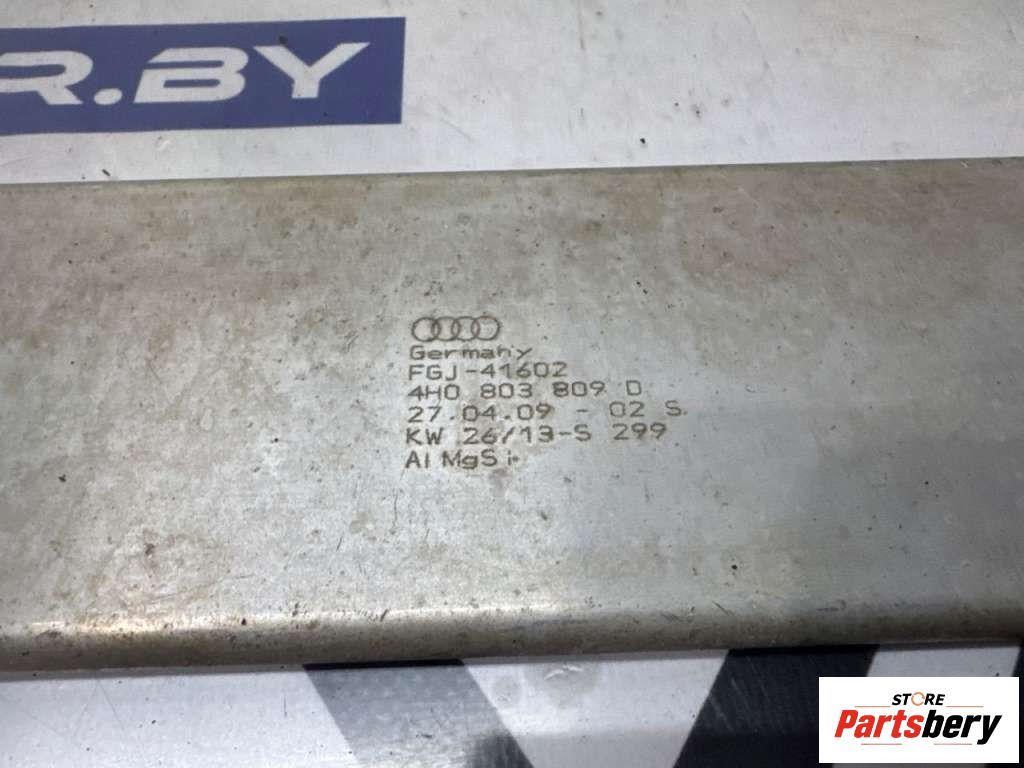 R.BY
Germany
FGJ-41602
4H0 803 809 D
27.04.09 - 02 S
KW 26/13-S 299
Al MgSi
STORE
Partsbery